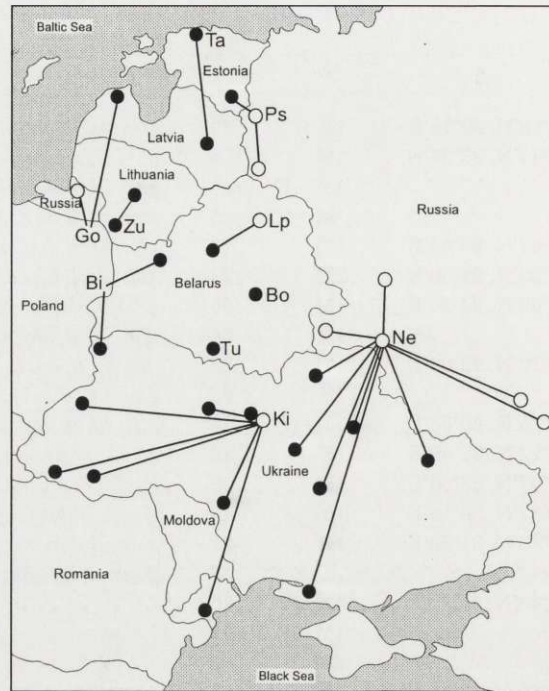 Baltic Sea
Ta
Estonia
Ps
Latvia
Lithuania
Russia
Russia
Go
Zu
Lp
Bi
Belarus
Bo
Poland
Ne
Tu
Ki
Ukraine
Moldova
Romania
Black Sea